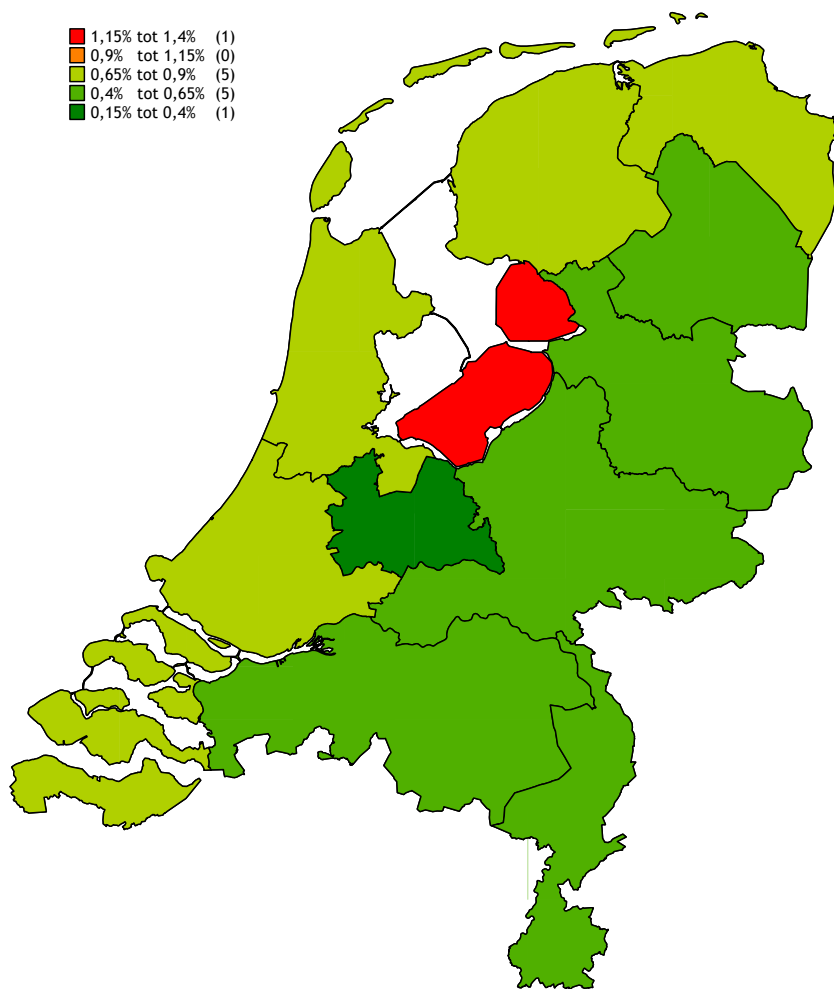 1,15% tot 1,4% (1)
0,9% tot 1,15% (0)
0,65% tot 0,9% (5)
0,4% tot 0,65% (5)
0,15% tot 0,4% (1)